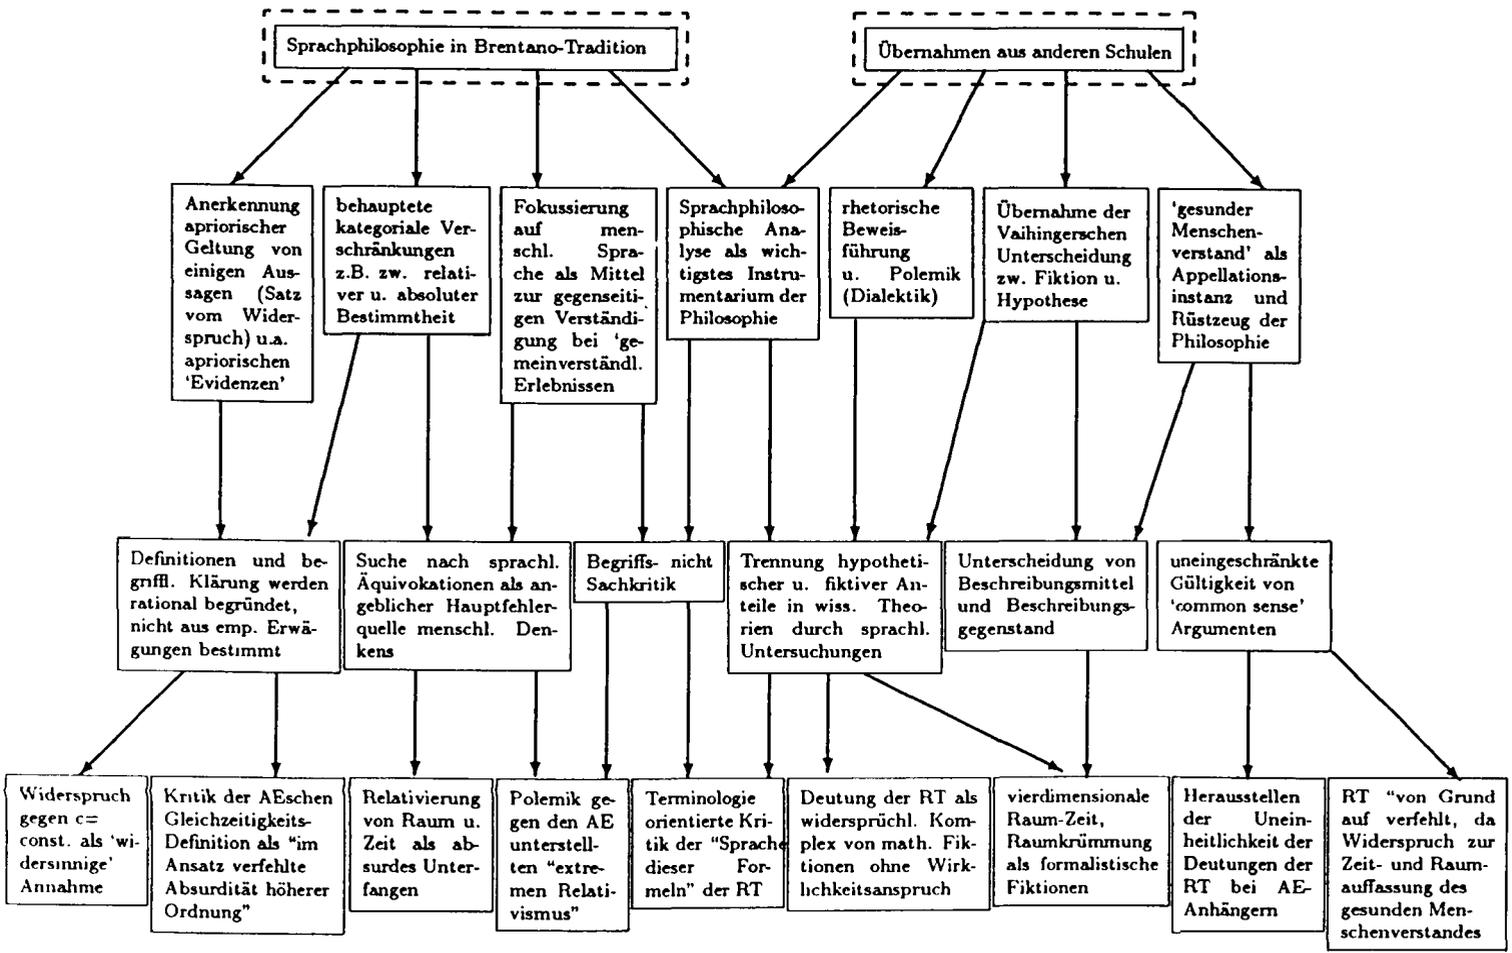 Sprachphilosophie in Brentano-Tradition
Übernahmen aus anderen Schulen
Anerkennung
apriorischer
Geltung von
einigen Aus-
sagen (Satz
vom Wider-
spruch) u.a.
apriorischen
'Evidenzen'
behauptete
kategoriale Ver-
schränkungen
z.B. zw. relati-
ver u. absoluter
Bestimmtheit
Fokussierung
auf men-
schl. Spra-
che als Mittel
zur gegenseiti-
gen Verständi-
gung bei 'ge-
meinverständl.
Erlebnissen
Sprachphiloso-
phische Ana-
lyse als wich-
tigstes Instru-
mentarium der
Philosophie
rhetorische
Beweis-
führung
u. Polemik
(Dialektik)
Übernahme der
Vaihingerschen
Unterscheidung
zw. Fiktion u.
Hypothese
'gesunder
Menschen-
verstand' als
Appellations-
instanz und
Rüstzeug der
Philosophie
Definitionen und be-
griffl. Klärung werden
rational begründet,
nicht aus emp. Erwä-
gungen bestimmt
Suche nach sprachl.
Äquivokationen als an-
geblicher Hauptfehler-
quelle menschl. Den-
kens
Begriffs- nicht
Sachkritik
Trennung hypotheti-
scher u. fiktiver An-
teile in wiss. Theo-
rien durch sprachl.
Untersuchungen
Unterscheidung von
Beschreibungsmittel
und Beschreibungs-
gegenstand
uneingeschränkte
Gültigkeit von
'common sense'
Argumenten
Widerspruch
gegen c=
const. als 'wi-
dersinnige'
Annahme
Kritik der AEschen
Gleichzeitigkeits-
Definition als "im
Ansatz verfehlte
Absurdität höherer
Ordnung"
Relativierung
von Raum u.
Zeit als ab-
surdes Unter-
fangen
Polemik ge-
gen den AE
unterstell-
ten "extre-
men Relati-
vismus"
Terminologie
orientierte Kri-
tik der "Sprache
dieser For-
meln" der RT
Deutung der RT als
widersprüchl. Kom-
plex von math. Fik-
tionen ohne Wirk-
lichkeitsanspruch
vierdimensionale
Raum-Zeit,
Raumkrümmung
als formalistische
Fiktionen
Herausstellen
der Unein-
heitlichkeit der
Deutungen der
RT bei AE-
Anhängern
RT "von Grund
auf verfehlt, da
Widerspruch zur
Zeit- und Raum-
auffassung des
gesunden Men-
schenverstandes